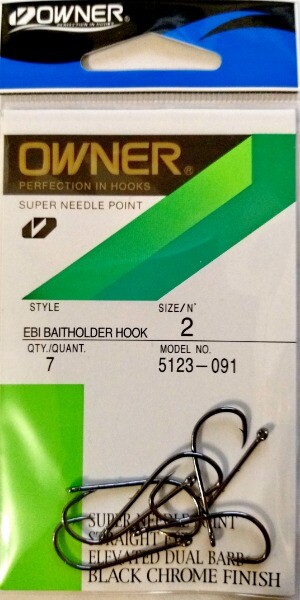 OWNER®
PERFECTION IN HOOKS
OWNER®
PERFECTION IN HOOKS
SUPER NEEDLE POINT
STYLE SIZE/N°
EBI BAITHOLDER HOOK 2
QTY./QUANT. MODEL NO.
7 5123-091
SUPER NEEDLE POINT
STRAIGHT EYE
ELEVATED DUAL BARB
BLACK CHROME FINISH